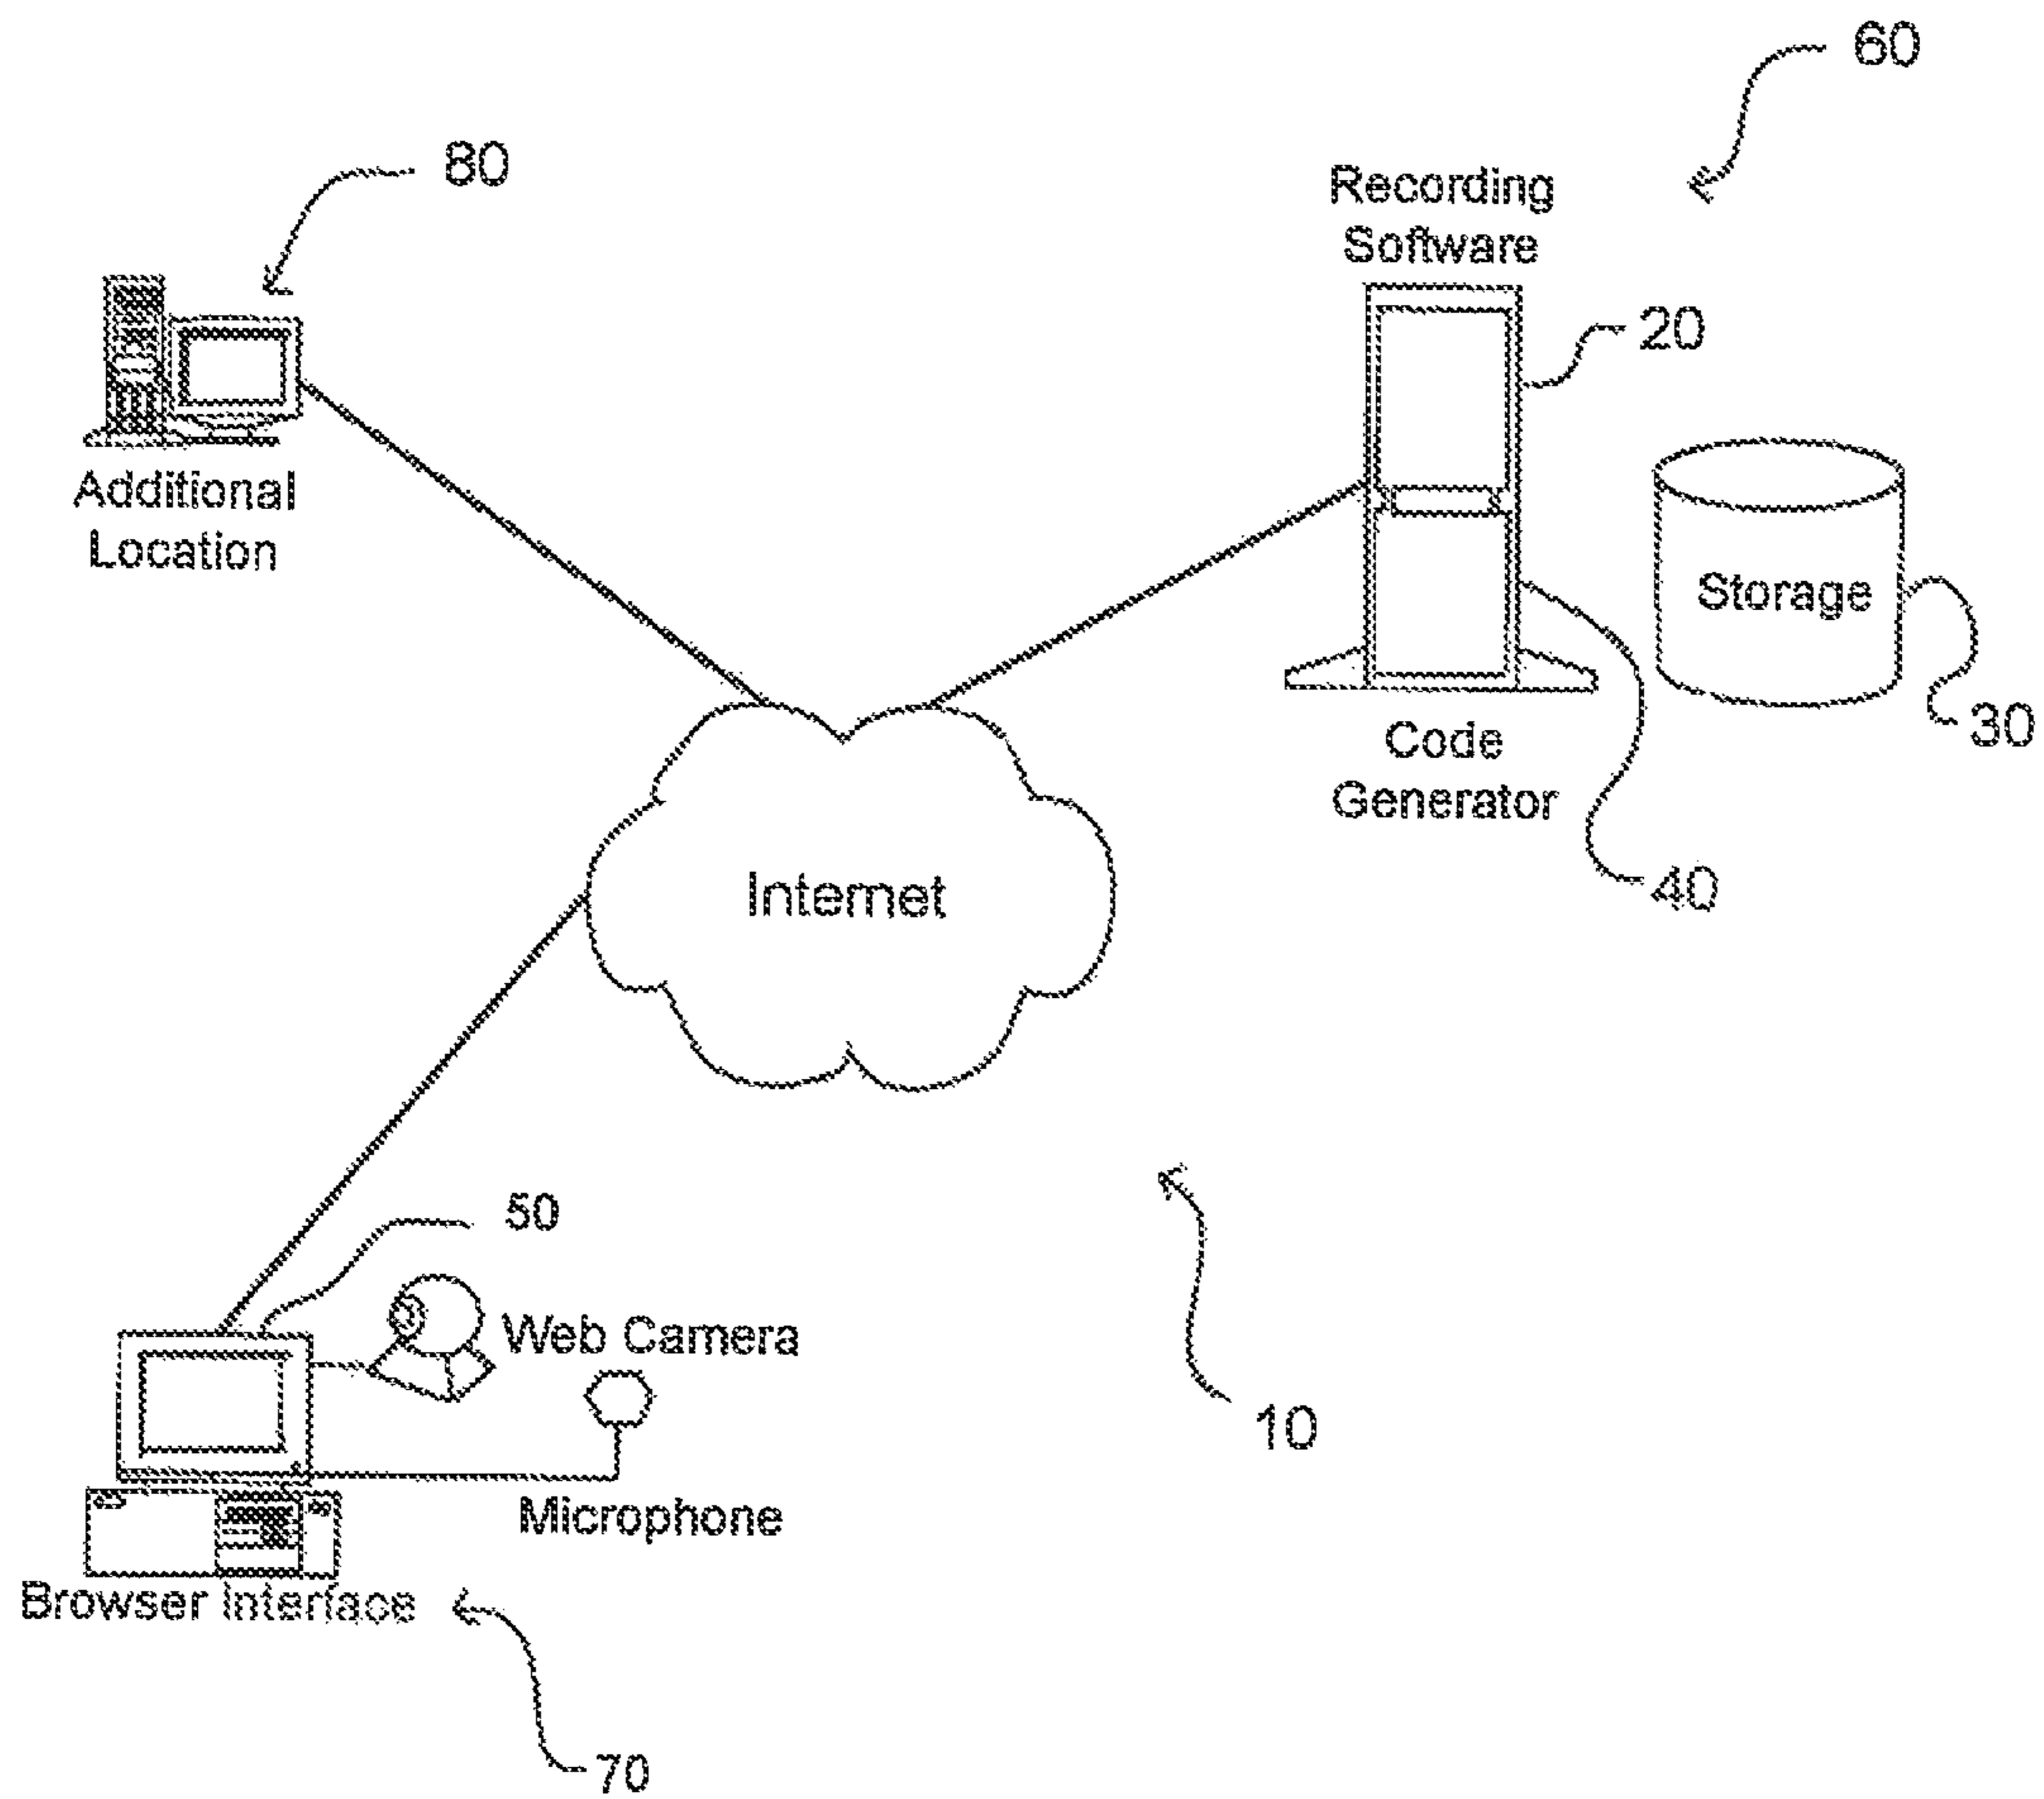 60
80
Recording
Software
20
Additional
Location
Storage
30
Code
Generator
40
Internet
50
Web Camera
10
Microphone
Browser Interface
70